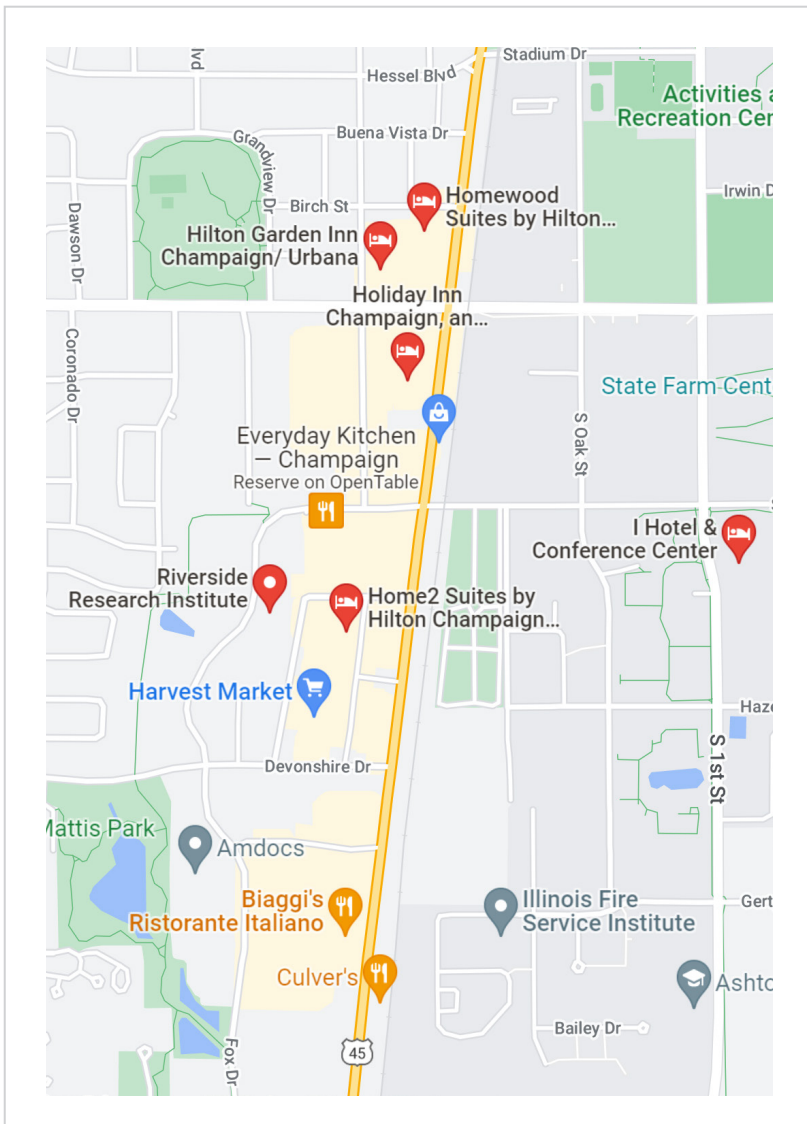 lvd
Hessel Blvd
Stadium Dr
Activities a
Recreation Cen
Buena Vista Dr
Grandview Dr
Irwin D
Birch St
Homewood
Suites by Hilton...
Dawson Dr
Hilton Garden Inn
Champaign/ Urbana
Holiday Inn
Champaign, an...
Coronado Dr
State Farm Cent
S Oak St
Everyday Kitchen
— Champaign
Reserve on OpenTable
I Hotel &
Conference Center
Riverside
Research Institute
Home2 Suites by
Hilton Champaign...
Harvest Market
Haze
S 1st St
Devonshire Dr
Mattis Park
Amdocs
Biaggi's
Ristorante Italiano
Illinois Fire
Service Institute
Gert
Culver's
Ashto
Bailey Dr
45
Fox Dr